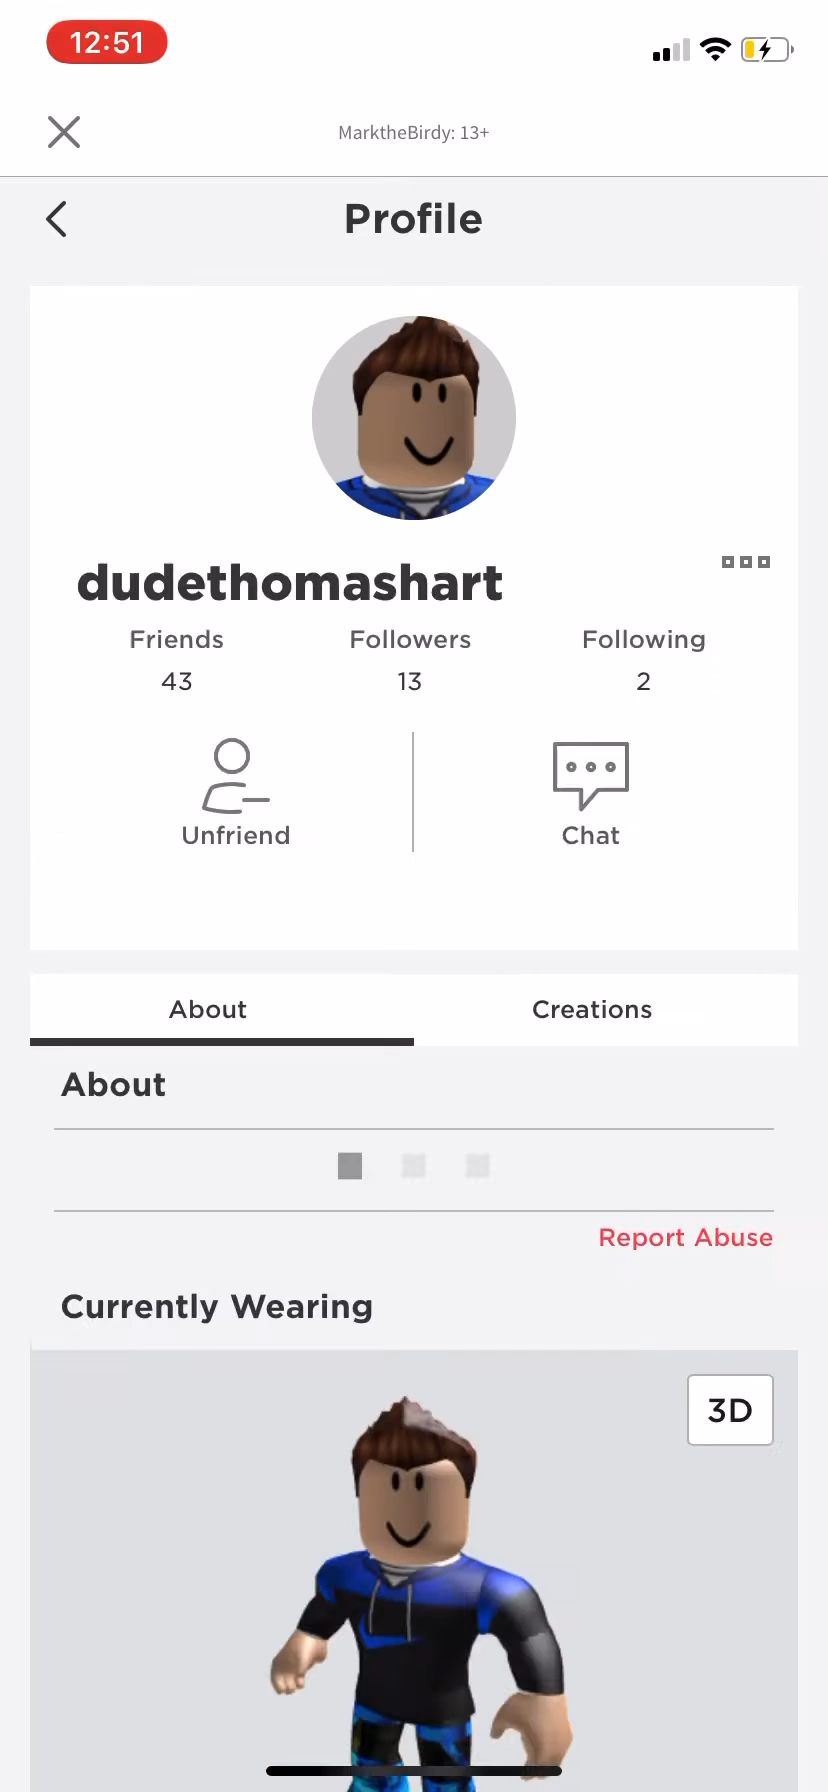 12:51
MarktheBirdy: 13+
Profile
dudethomashart
Friends Followers Following
43 13 2
Unfriend Chat
About Creations
About
Report Abuse
Currently Wearing
3D